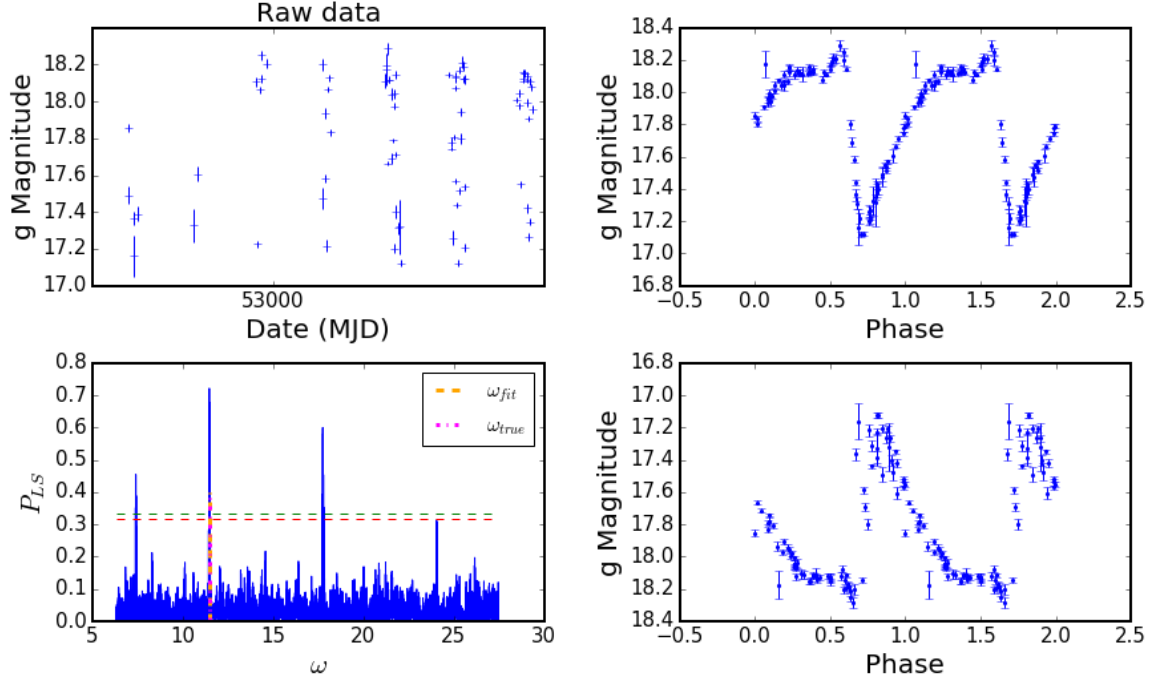 Raw data
g Magnitude
18.2
18.0
17.8
17.6
17.4
17.2
17.0
53000
Date (MJD)
g Magnitude
18.4
18.2
18.0
17.8
17.6
17.4
17.2
17.0
16.8
−0.5 0.0 0.5 1.0 1.5 2.0 2.5
Phase
P_LS
0.8
0.7
0.6
0.5
0.4
0.3
0.2
0.1
0.0
ω_fit
ω_true
5 10 15 20 25 30
ω
g Magnitude
16.8
17.0
17.2
17.4
17.6
17.8
18.0
18.2
18.4
−0.5 0.0 0.5 1.0 1.5 2.0 2.5
Phase